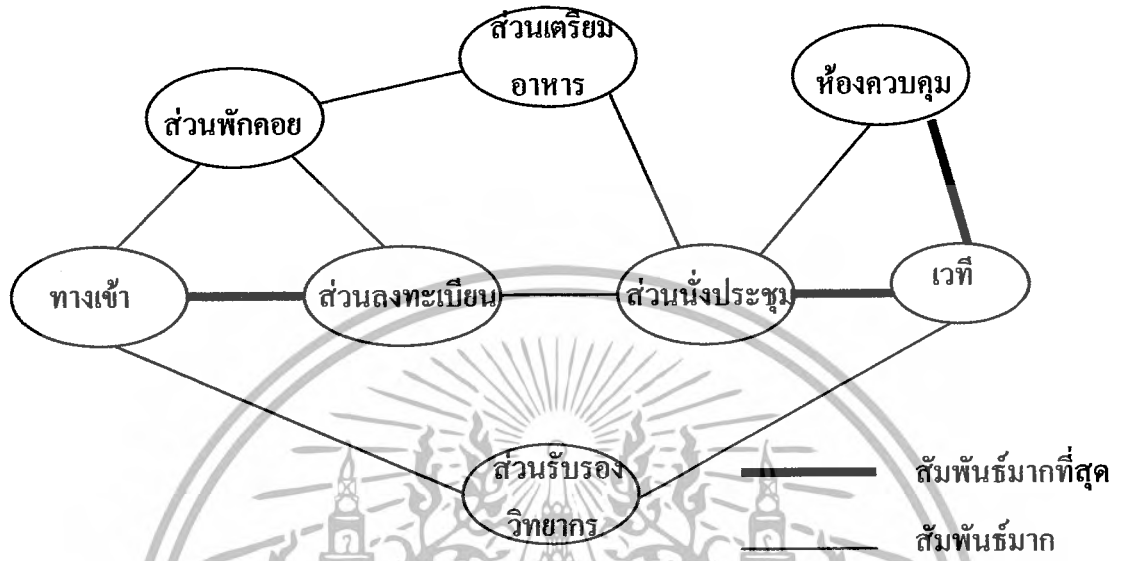 ส่วนเตรียม
อาหาร
ห้องควบคุม
ส่วนพักคอย
ทางเข้า
ส่วนลงทะเบียน
ส่วนนั่งประชุม
เวที
ส่วนรับรอง
วิทยากร
สัมพันธ์มากที่สุด
สัมพันธ์มาก